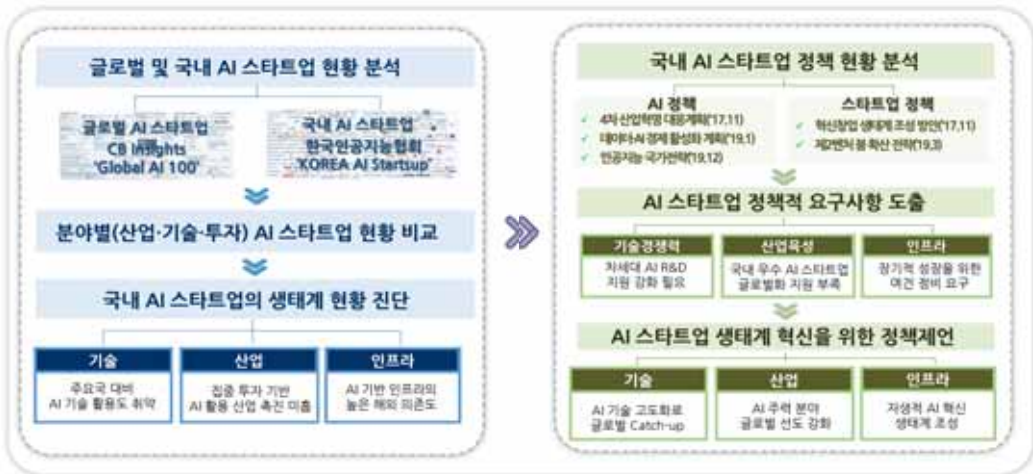 글로벌 및 국내 AI 스타트업 현황 분석
글로벌 AI 스타트업
CB Insights
'Global AI 100'
국내 AI 스타트업
한국인공지능협회
'KOREA AI Startsup'
분야별(산업·기술·투자) AI 스타트업 현황 비교
국내 AI 스타트업의 생태계 현황 진단
기술
주요국 대비
AI 기술 활용도 취약
산업
집중 투자 기반
AI 활용 산업 촉진 미흡
인프라
AI 기반 인프라의
높은 해외 의존도
국내 AI 스타트업 정책 현황 분석
AI 정책
✓ 4차 산업혁명 대응계획('17.11)
✓ 데이터·AI 경제 활성화 계획('19.1)
✓ 인공지능 국가전략('19.12)
스타트업 정책
✓ 혁신창업 생태계 조성 방안('17.11)
✓ 제2벤처 붐 확산 전략('19.3)
AI 스타트업 정책적 요구사항 도출
기술경쟁력
차세대 AI R&D
지원 강화 필요
산업육성
국내 우수 AI 스타트업
글로벌화 지원 부족
인프라
장기적 성장을 위한
여건 정비 요구
AI 스타트업 생태계 혁신을 위한 정책제언
기술
AI 기술 고도화로
글로벌 Catch-up
산업
AI 주력 분야
글로벌 선도 강화
인프라
자생적 AI 혁신
생태계 조성